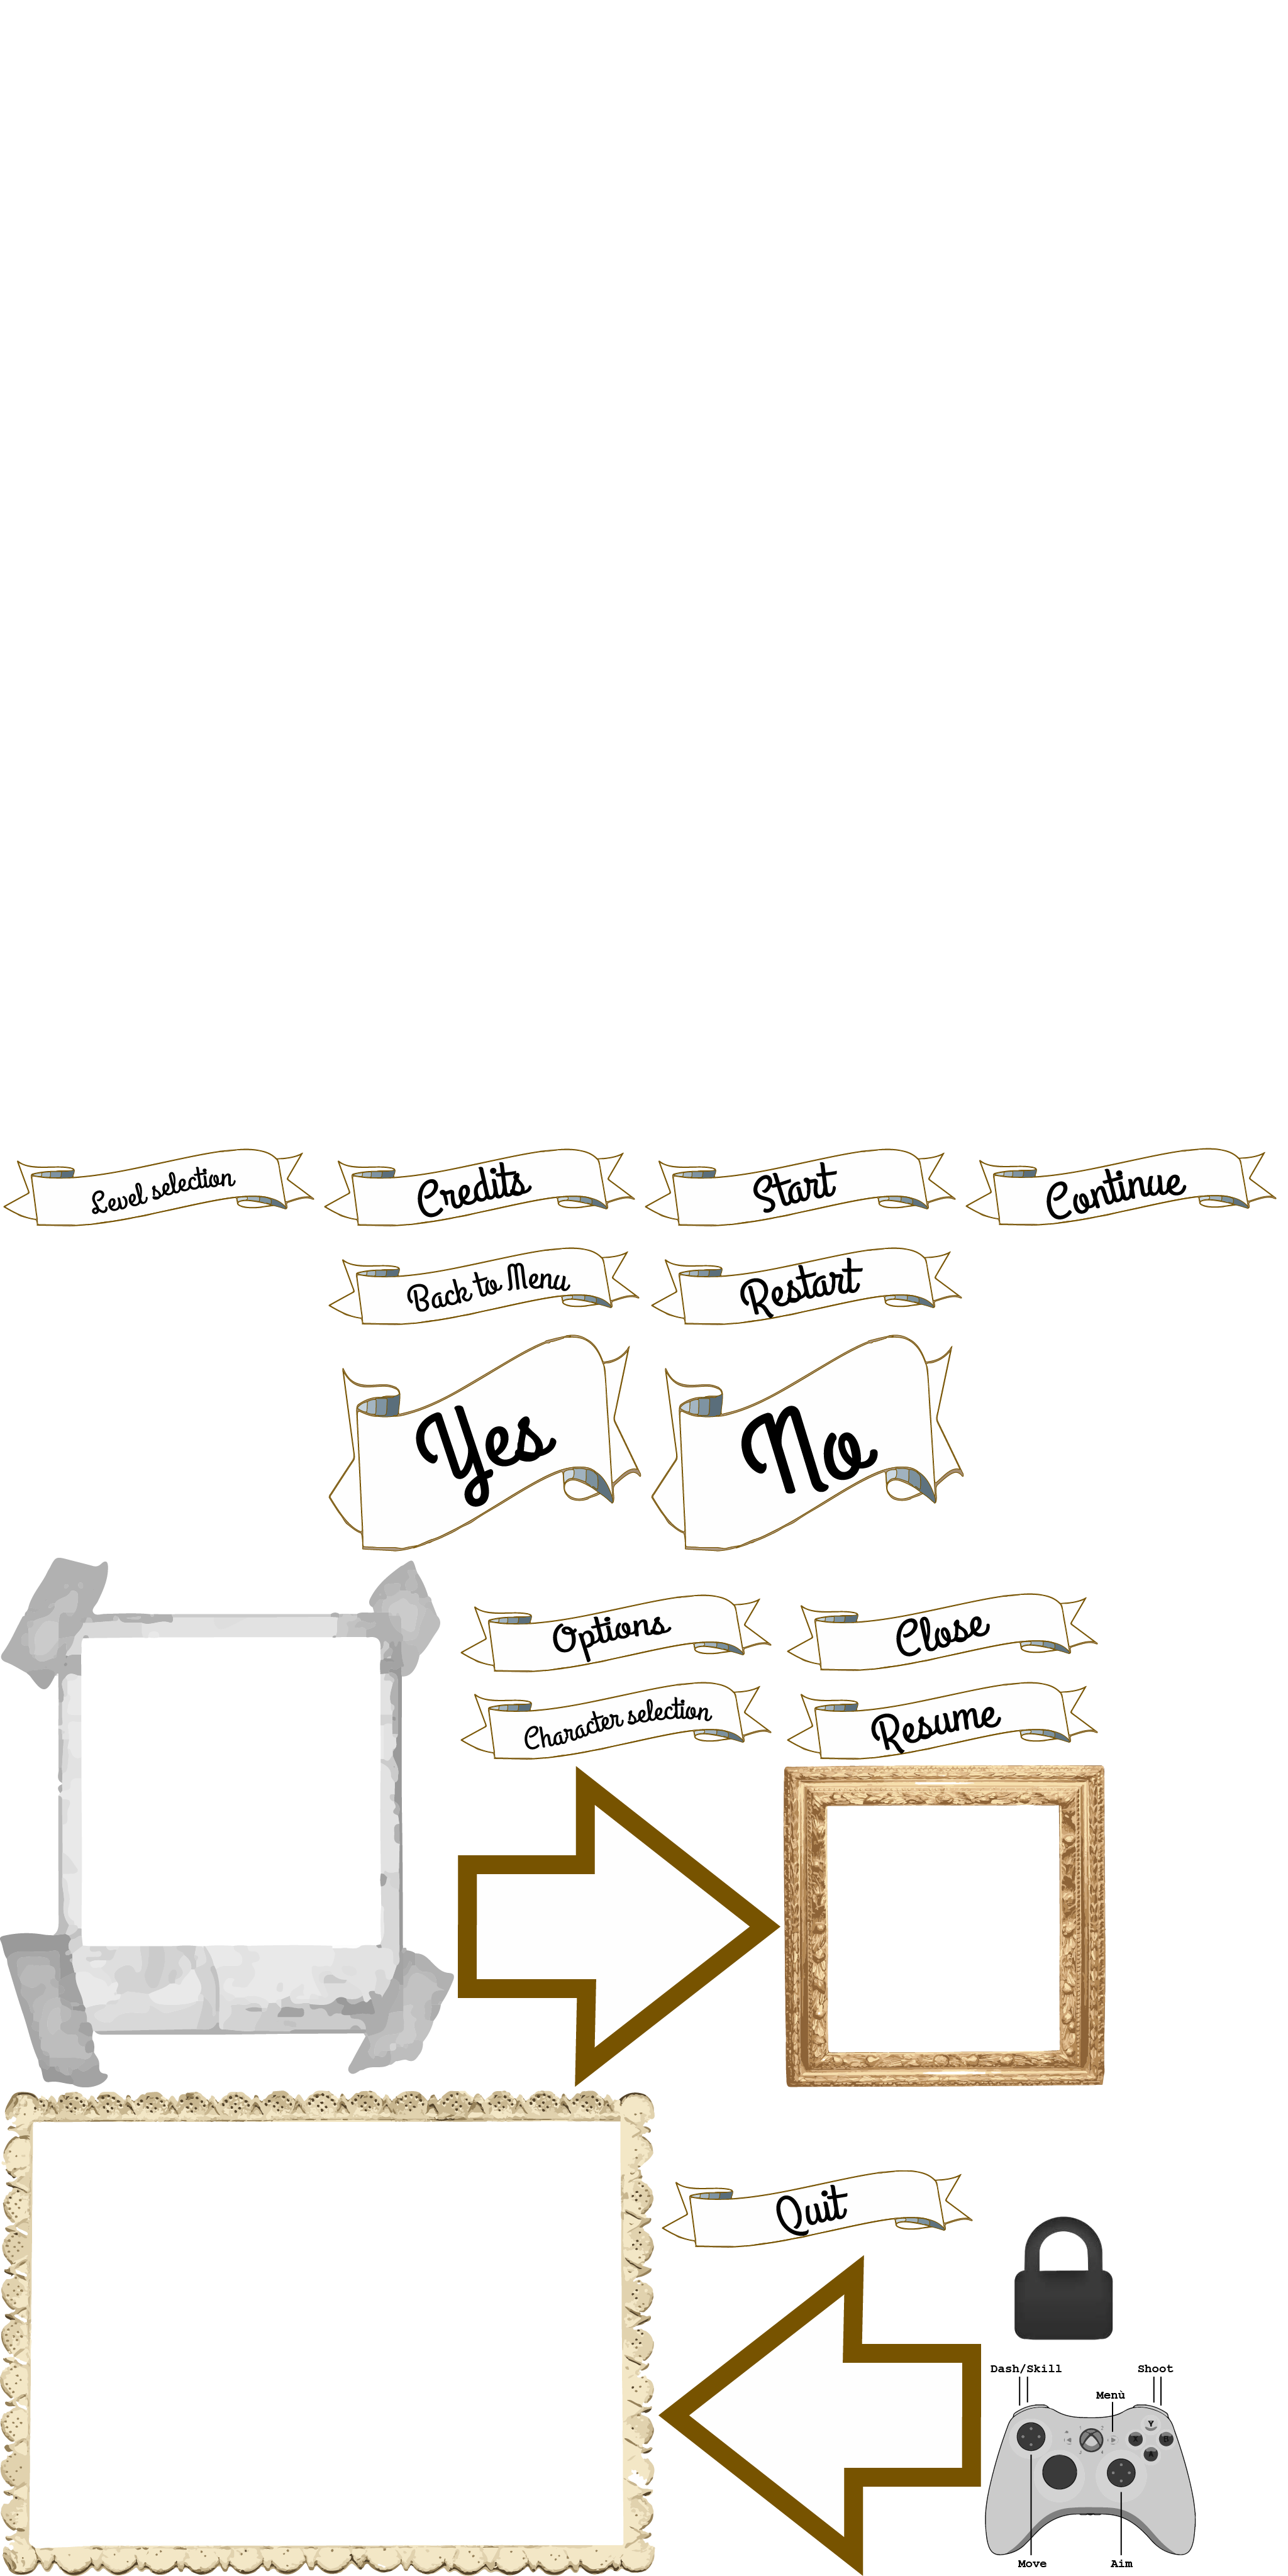 Level selection
Credits
Start
Continue
Back to Menu
Restart
Yes
No
Options
Close
Character selection
Resume
Quit
Dash/Skill
Shoot
Menù
Y
X
B
A
Move
Aim